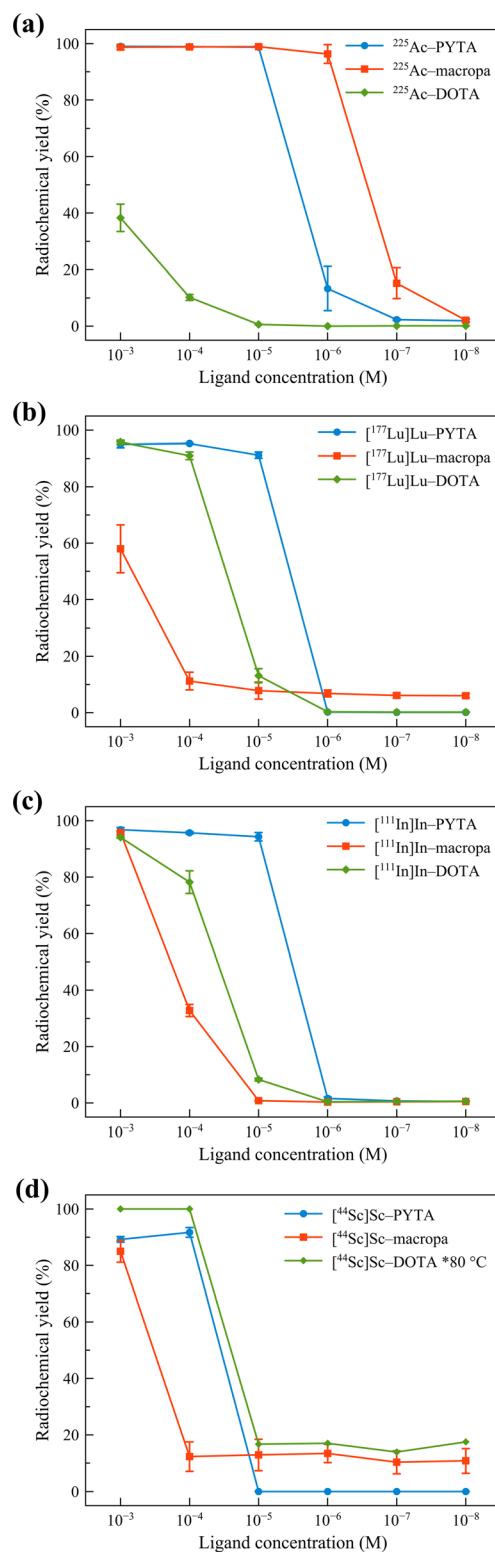 (a)
100
80
60
40
20
0
Radiochemical yield (%)
²²⁵Ac–PYTA
²²⁵Ac–macropa
²²⁵Ac–DOTA
10⁻³ 10⁻⁴ 10⁻⁵ 10⁻⁶ 10⁻⁷ 10⁻⁸
Ligand concentration (M)
(b)
100
80
60
40
20
0
Radiochemical yield (%)
[¹⁷⁷Lu]Lu–PYTA
[¹⁷⁷Lu]Lu–macropa
[¹⁷⁷Lu]Lu–DOTA
10⁻³ 10⁻⁴ 10⁻⁵ 10⁻⁶ 10⁻⁷ 10⁻⁸
Ligand concentration (M)
(c)
100
80
60
40
20
0
Radiochemical yield (%)
[¹¹¹In]In–PYTA
[¹¹¹In]In–macropa
[¹¹¹In]In–DOTA
10⁻³ 10⁻⁴ 10⁻⁵ 10⁻⁶ 10⁻⁷ 10⁻⁸
Ligand concentration (M)
(d)
100
80
60
40
20
0
Radiochemical yield (%)
[⁴⁴Sc]Sc–PYTA
[⁴⁴Sc]Sc–macropa
[⁴⁴Sc]Sc–DOTA *80 °C
10⁻³ 10⁻⁴ 10⁻⁵ 10⁻⁶ 10⁻⁷ 10⁻⁸
Ligand concentration (M)